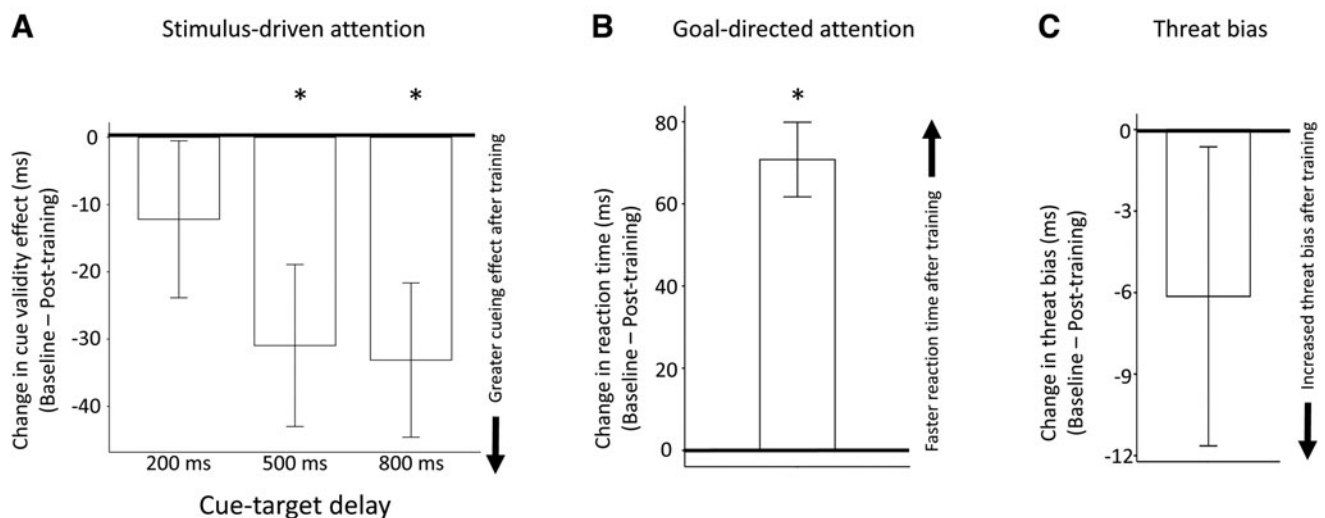 A
Stimulus-driven attention
*
*
0
-10
-20
-30
-40
Change in cue validity effect (ms)
(Baseline – Post-training)
200 ms
500 ms
800 ms
Cue-target delay
Greater cueing effect after training
B
Goal-directed attention
*
80
60
40
20
0
Change in reaction time (ms)
(Baseline – Post-training)
Faster reaction time after training
C
Threat bias
0
-3
-6
-9
-12
Change in threat bias (ms)
(Baseline – Post-training)
Increased threat bias after training